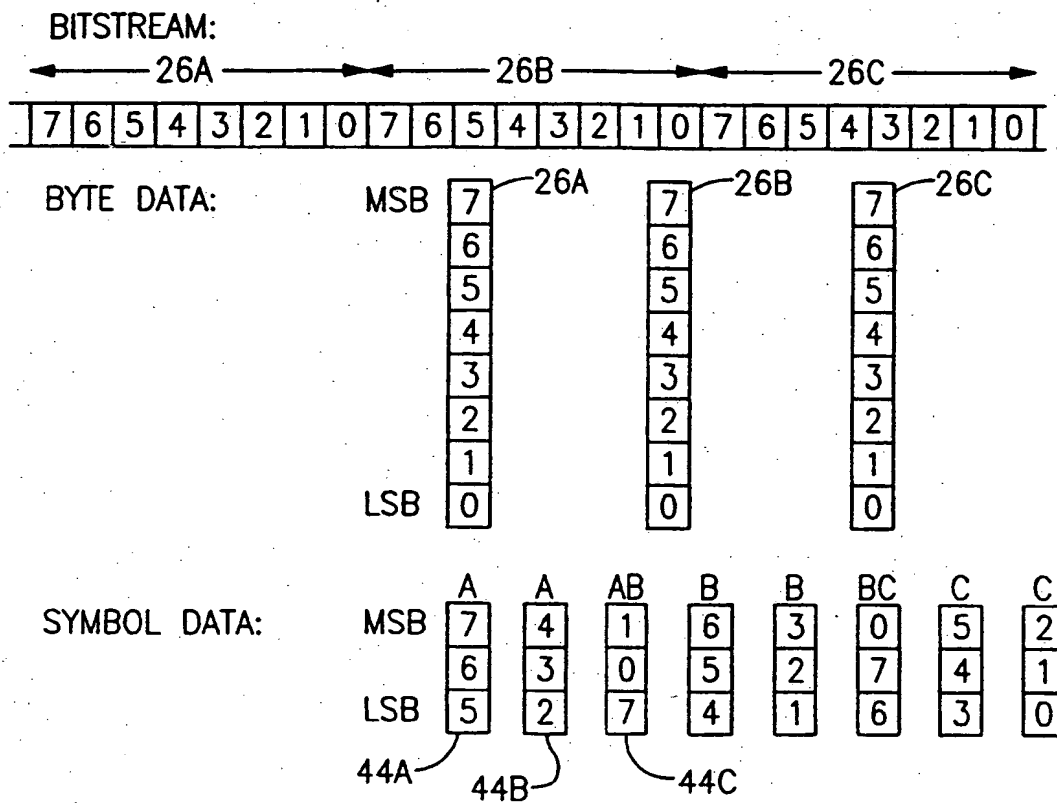 BITSTREAM:
26A 26B 26C
7 6 5 4 3 2 1 0 7 6 5 4 3 2 1 0 7 6 5 4 3 2 1 0
26A 26B 26C
BYTE DATA: MSB 7 7 7
6 6 6
5 5 5
4 4 4
3 3 3
2 2 2
1 1 1
LSB 0 0 0
A A AB B B BC C C
SYMBOL DATA: MSB 7 4 1 6 3 0 5 2
6 3 0 5 2 7 4 1
LSB 5 2 7 4 1 6 3 0
44A 44B 44C